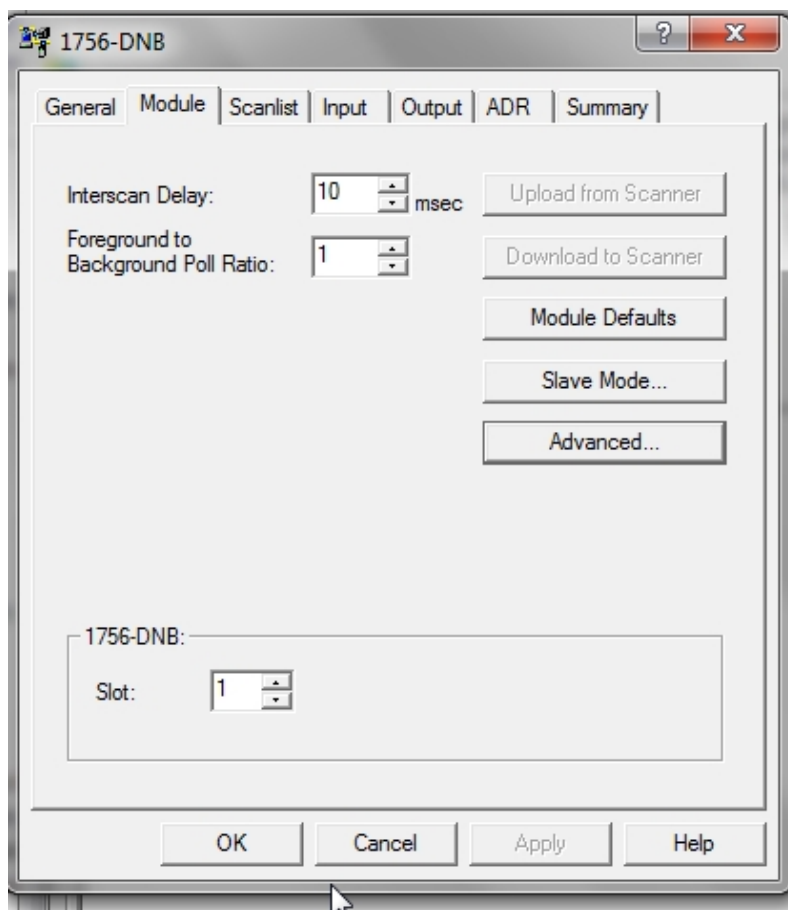 1756-DNB
General Module Scanlist Input Output ADR Summary
Interscan Delay: 10 msec Upload from Scanner
Foreground to
Background Poll Ratio: 1 Download to Scanner
Module Defaults
Slave Mode...
Advanced...
1756-DNB:
Slot: 1
OK Cancel Apply Help